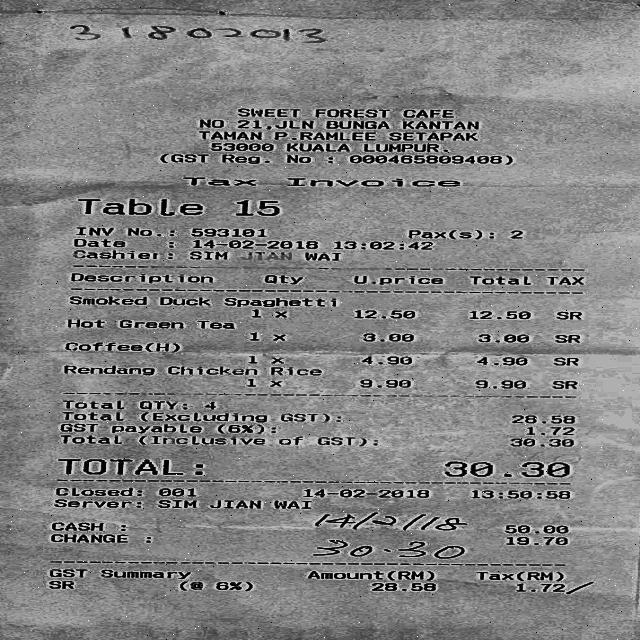 31802013
SWEET FOREST CAFE
NO 21,JLN BUNGA KANTAN
TAMAN P.RAMLEE SETAPAK
53000 KUALA LUMPUR.
(GST Reg. No : 000465809408)
Tax Invoice
Table 15
INV No.: 593101 Pax(s): 2
Date : 14-02-2018 13:02:42
Cashier: SIM JIAN WAI
Description Qty U.price Total TAX
Smoked Duck Spaghetti
1 x 12.50 12.50 SR
Hot Green Tea
1 x 3.00 3.00 SR
Coffee(H)
1 x 4.90 4.90 SR
Rendang Chicken Rice
1 x 9.90 9.90 SR
Total QTY: 4
Total (Excluding GST): 28.58
GST payable (6%): 1.72
Total (Inclusive of GST): 30.30
TOTAL: 30.30
Closed: 001 14-02-2018 13:50:58
Server: SIM JIAN WAI
14/2/18
CASH : 50.00
CHANGE : 19.70
30.30
GST Summary Amount(RM) Tax(RM)
SR (@ 6%) 28.58 1.72